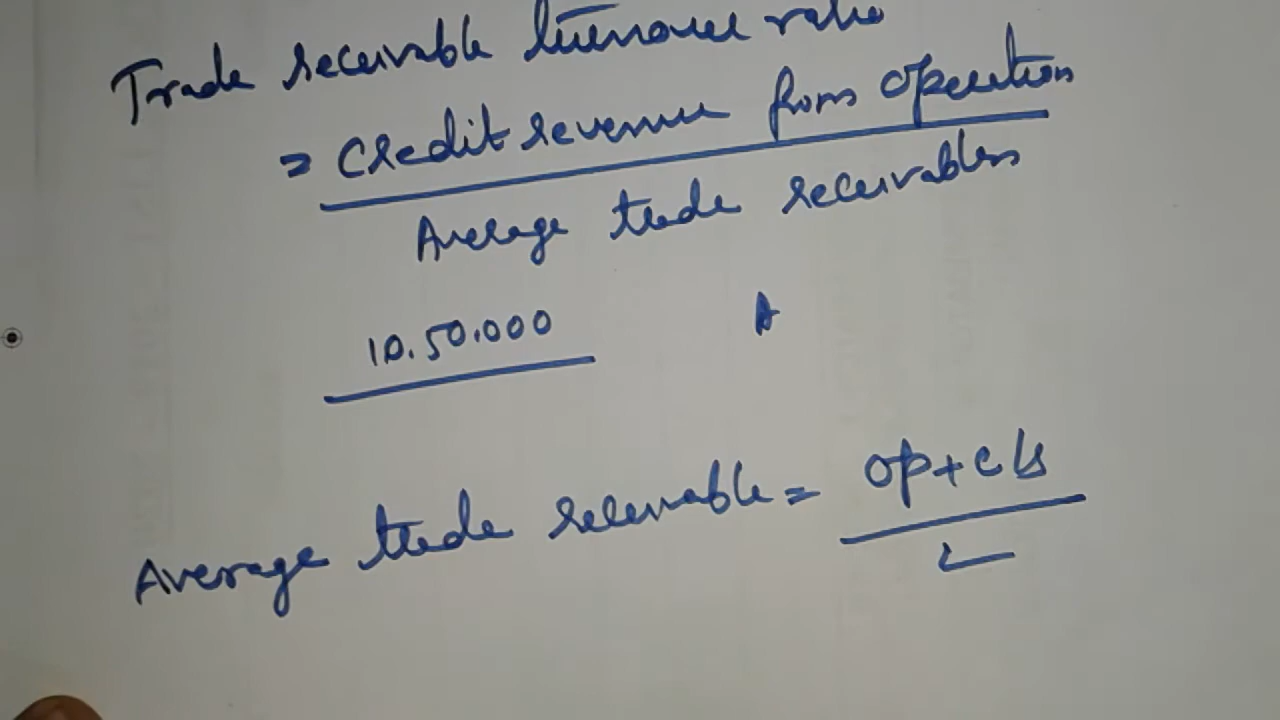 Trade receivable turnover ratio
= Credit revenue from operation
Average trade receivables
10.50.000 A
Average trade receivable = op+cls
2